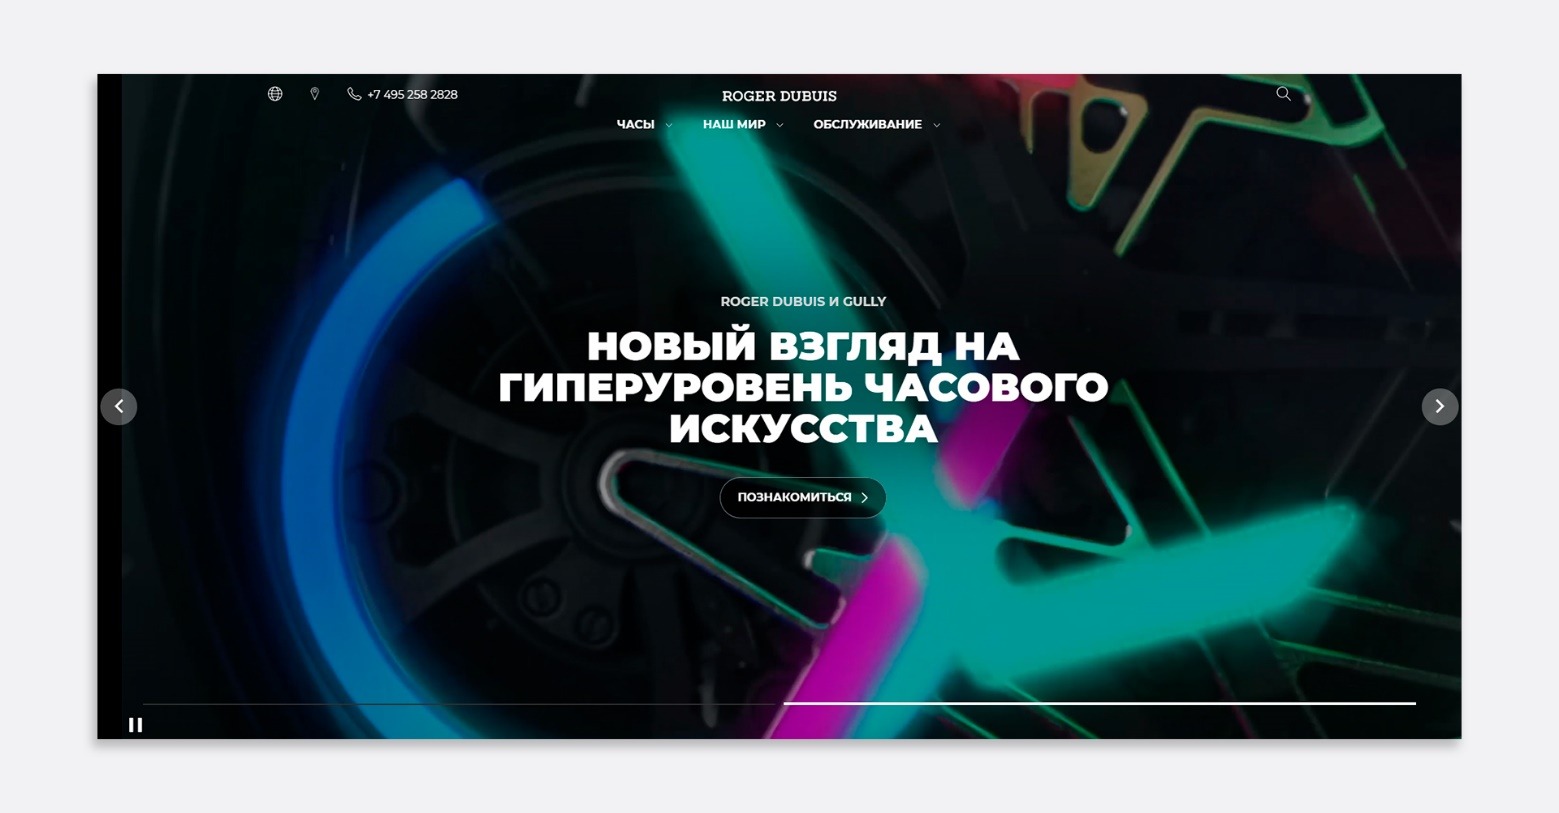 +7 495 258 2828
ROGER DUBUIS
ЧАСЫ НАШ МИР ОБСЛУЖИВАНИЕ
ROGER DUBUIS И GULLY
НОВЫЙ ВЗГЛЯД НА
ГИПЕРУРОВЕНЬ ЧАСОВОГО
ИСКУССТВА
ПОЗНАКОМИТЬСЯ